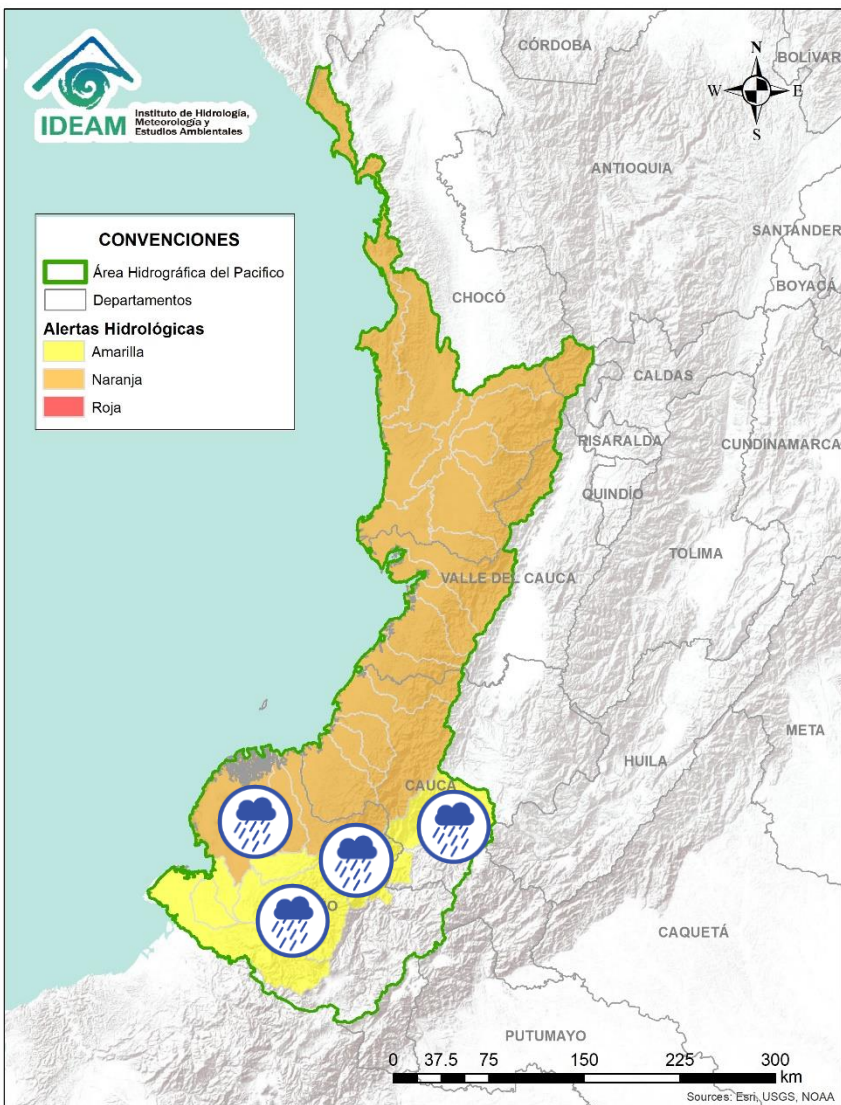 IDEAM
Instituto de Hidrología,
Meteorología y
Estudios Ambientales
CÓRDOBA
BOLÍVAR
N
W
E
S
ANTIOQUIA
SANTÁNDER
BOYACÁ
CONVENCIONES
Área Hidrográfica del Pacifico
Departamentos
Alertas Hidrológicas
Amarilla
Naranja
Roja
CHOCÓ
CALDAS
RISARALDA
CUNDINAMARCA
QUINDÍO
TOLIMA
VALLE DEL CAUCA
META
HUILA
CAUCA
CAQUETÁ
PUTUMAYO
0 37.5 75 150 225 300
km
Sources: Esri, USGS, NOAA